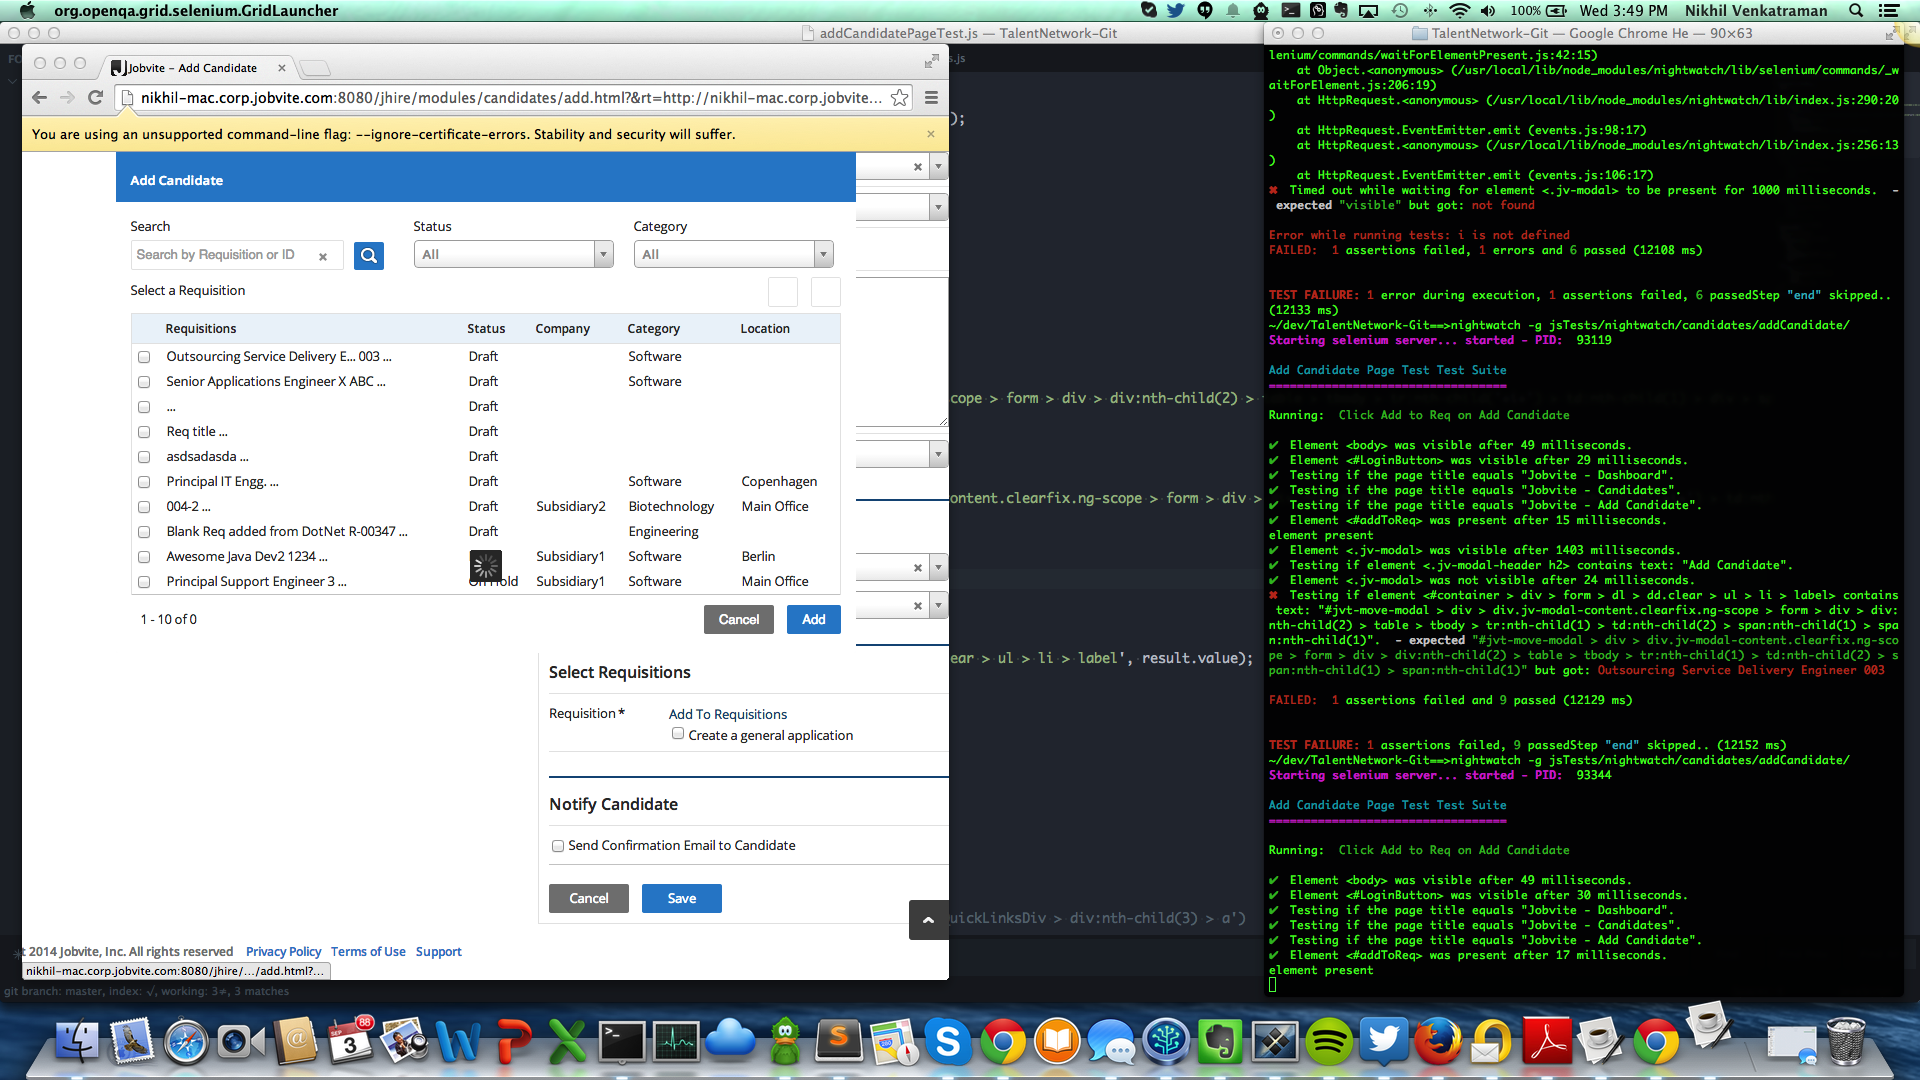 org.openqa.grid.selenium.GridLauncher
100%
Wed 3:49 PM
Nikhil Venkatraman
addCandidatePageTest.js — TalentNetwork-Git
Jobvite - Add Candidate
nikhil-mac.corp.jobvite.com:8080/jhire/modules/candidates/add.html?&rt=http://nikhil-mac.corp.jobvite...
You are using an unsupported command-line flag: --ignore-certificate-errors. Stability and security will suffer.
Add Candidate
Search
Status
Category
Search by Requisition or ID
All
All
Select a Requisition
Requisitions Status Company Category Location
Outsourcing Service Delivery E... 003 ... Draft Software
Senior Applications Engineer X ABC ... Draft Software
... Draft
Req title ... Draft
asdsadasda ... Draft
Principal IT Engg. ... Draft Software Copenhagen
004-2 ... Draft Subsidiary2 Biotechnology Main Office
Blank Req added from DotNet R-00347 ... Draft Engineering
Awesome Java Dev2 1234 ... Subsidiary1 Software Berlin
Principal Support Engineer 3 ... On Hold Subsidiary1 Software Main Office
1 - 10 of 0
Cancel
Add
Select Requisitions
Requisition *
Add To Requisitions
Create a general application
Notify Candidate
Send Confirmation Email to Candidate
Cancel
Save
t 2014 Jobvite, Inc. All rights reserved Privacy Policy Terms of Use Support
nikhil-mac.corp.jobvite.com:8080/jhire/.../add.html?...
git branch: master, index: √, working: 3≠, 3 matches
s.js
);
cope > form > div > div:nth-child(2) >
ontent.clearfix.ng-scope > form > div >
ear > ul > li > label', result.value);
uickLinksDiv > div:nth-child(3) > a')
TalentNetwork-Git — Google Chrome He — 90×63
lenium/commands/waitForElementPresent.js:42:15)
at Object.<anonymous> (/usr/local/lib/node_modules/nightwatch/lib/selenium/commands/_w
aitForElement.js:206:19)
at HttpRequest.<anonymous> (/usr/local/lib/node_modules/nightwatch/lib/index.js:290:20
)
at HttpRequest.EventEmitter.emit (events.js:98:17)
at HttpRequest.<anonymous> (/usr/local/lib/node_modules/nightwatch/lib/index.js:256:13
)
at HttpRequest.EventEmitter.emit (events.js:106:17)
✖ Timed out while waiting for element <.jv-modal> to be present for 1000 milliseconds. -
expected "visible" but got: not found
Error while running tests: i is not defined
FAILED: 1 assertions failed, 1 errors and 6 passed (12108 ms)
TEST FAILURE: 1 error during execution, 1 assertions failed, 6 passedStep "end" skipped..
(12133 ms)
~/dev/TalentNetwork-Git==>nightwatch -g jsTests/nightwatch/candidates/addCandidate/
Starting selenium server... started - PID: 93119
Add Candidate Page Test Test Suite
==================================
Running: Click Add to Req on Add Candidate
✔ Element <body> was visible after 49 milliseconds.
✔ Element <#LoginButton> was visible after 29 milliseconds.
✔ Testing if the page title equals "Jobvite - Dashboard".
✔ Testing if the page title equals "Jobvite - Candidates".
✔ Testing if the page title equals "Jobvite - Add Candidate".
✔ Element <#addToReq> was present after 15 milliseconds.
element present
✔ Element <.jv-modal> was visible after 1403 milliseconds.
✔ Testing if element <.jv-modal-header h2> contains text: "Add Candidate".
✔ Element <.jv-modal> was not visible after 24 milliseconds.
✖ Testing if element <#container > div > form > dl > dd.clear > ul > li > label> contains
text: "#jvt-move-modal > div > div.jv-modal-content.clearfix.ng-scope > form > div > div:
nth-child(2) > table > tbody > tr:nth-child(1) > td:nth-child(2) > span:nth-child(1) > spa
n:nth-child(1)". - expected "#jvt-move-modal > div > div.jv-modal-content.clearfix.ng-sco
pe > form > div > div:nth-child(2) > table > tbody > tr:nth-child(1) > td:nth-child(2) > s
pan:nth-child(1) > span:nth-child(1)" but got: Outsourcing Service Delivery Engineer 003
FAILED: 1 assertions failed and 9 passed (12129 ms)
TEST FAILURE: 1 assertions failed, 9 passedStep "end" skipped.. (12152 ms)
~/dev/TalentNetwork-Git==>nightwatch -g jsTests/nightwatch/candidates/addCandidate/
Starting selenium server... started - PID: 93344
Add Candidate Page Test Test Suite
==================================
Running: Click Add to Req on Add Candidate
✔ Element <body> was visible after 49 milliseconds.
✔ Element <#LoginButton> was visible after 30 milliseconds.
✔ Testing if the page title equals "Jobvite - Dashboard".
✔ Testing if the page title equals "Jobvite - Candidates".
✔ Testing if the page title equals "Jobvite - Add Candidate".
✔ Element <#addToReq> was present after 17 milliseconds.
element present
SEP
3
88